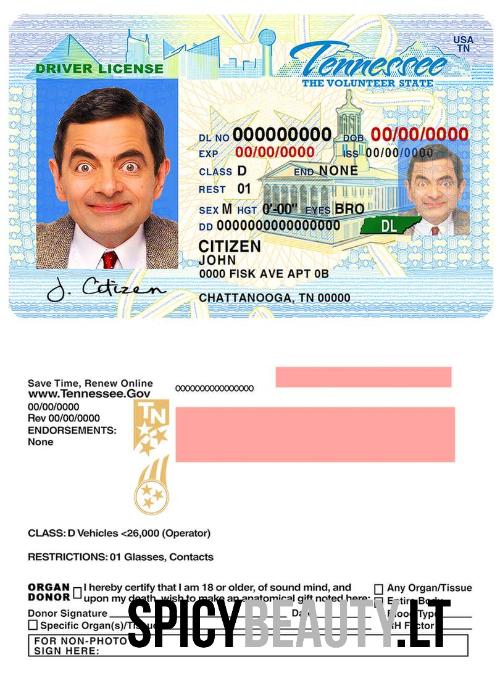 USA
TN
DRIVER LICENSE
Tennessee
THE VOLUNTEER STATE
DL NO 000000000 DOB 00/00/0000
EXP 00/00/0000 ISS 00/00/0000
CLASS D END NONE
REST 01
SEX M HGT 0'-00" EYES BRO
DD 0000000000000000 DL
CITIZEN
JOHN
0000 FISK AVE APT 0B
CHATTANOOGA, TN 00000
J. Citizen
Save Time, Renew Online
www.Tennessee.Gov
0000000000000000
00/00/0000
Rev 00/00/0000
ENDORSEMENTS:
None
TN
CLASS: D Vehicles <26,000 (Operator)
RESTRICTIONS: 01 Glasses, Contacts
ORGAN DONOR I hereby certify that I am 18 or older, of sound mind, and Any Organ/Tissue
upon my death, wish to make an anatomical gift noted here: Entire Body
Donor Signature Date Blood Type
Specific Organ(s)/Tissue RH Factor
FOR NON-PHOTO
SIGN HERE:
SPICYBEAUTY.LT